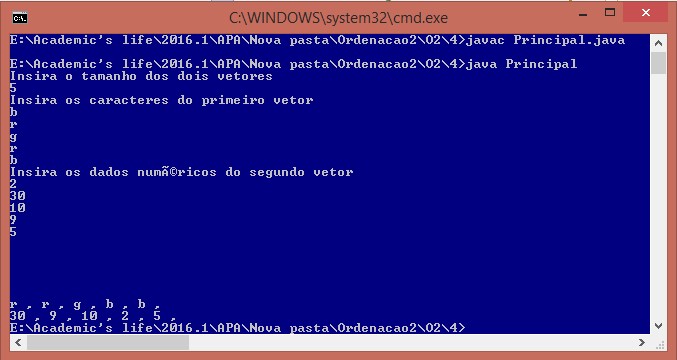 C:\WINDOWS\system32\cmd.exe
E:\Academic's life\2016.1\APA\Nova pasta\Ordenacao2\O2\4>javac Principal.java
E:\Academic's life\2016.1\APA\Nova pasta\Ordenacao2\O2\4>java Principal
Insira o tamanho dos dois vetores
5
Insira os caracteres do primeiro vetor
b
r
g
r
b
Insira os dados numÃ©ricos do segundo vetor
2
30
10
9
5
r , r , g , b , b ,
30 , 9 , 10 , 2 , 5 ,
E:\Academic's life\2016.1\APA\Nova pasta\Ordenacao2\O2\4>